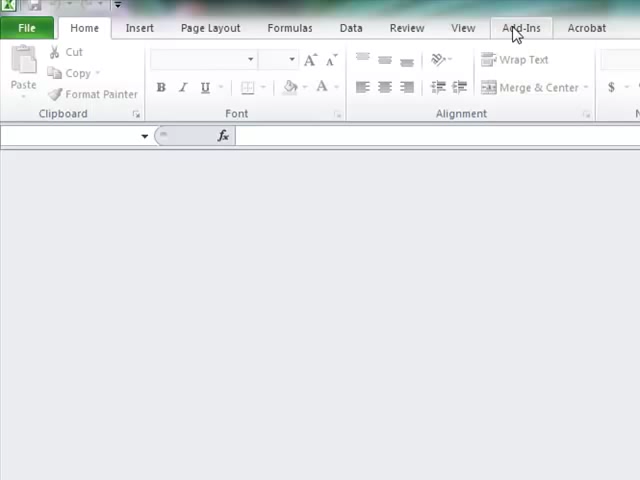 File Home Insert Page Layout Formulas Data Review View Add-Ins Acrobat
Cut
Copy
Format Painter
Paste
B I U A A A
Wrap Text
Merge & Center $
Clipboard Font Alignment N
fx